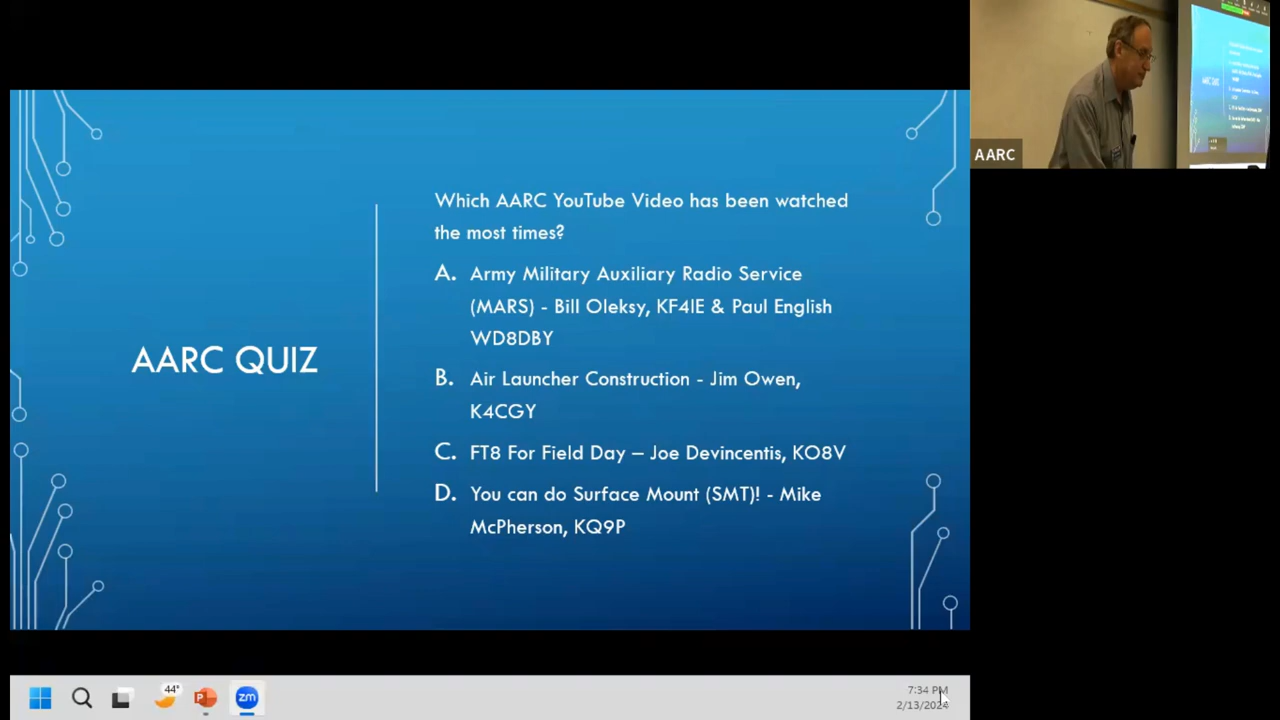 Which AARC YouTube Video has been watched
the most times?
A. Army Military Auxiliary Radio Service
(MARS) - Bill Oleksy, KF4IE & Paul English
WD8DBY
AARC QUIZ
B. Air Launcher Construction - Jim Owen,
K4CGY
C. FT8 For Field Day – Joe Devincentis, KO8V
D. You can do Surface Mount (SMT)! - Mike
McPherson, KQ9P
AARC
44°
P
zm
7:34 PM
2/13/2024